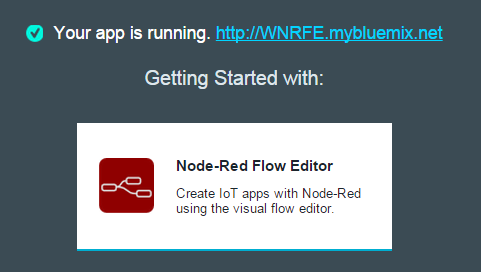 Your app is running. http://WNRFE.mybluemix.net
Getting Started with:
Node-Red Flow Editor
Create IoT apps with Node-Red
using the visual flow editor.